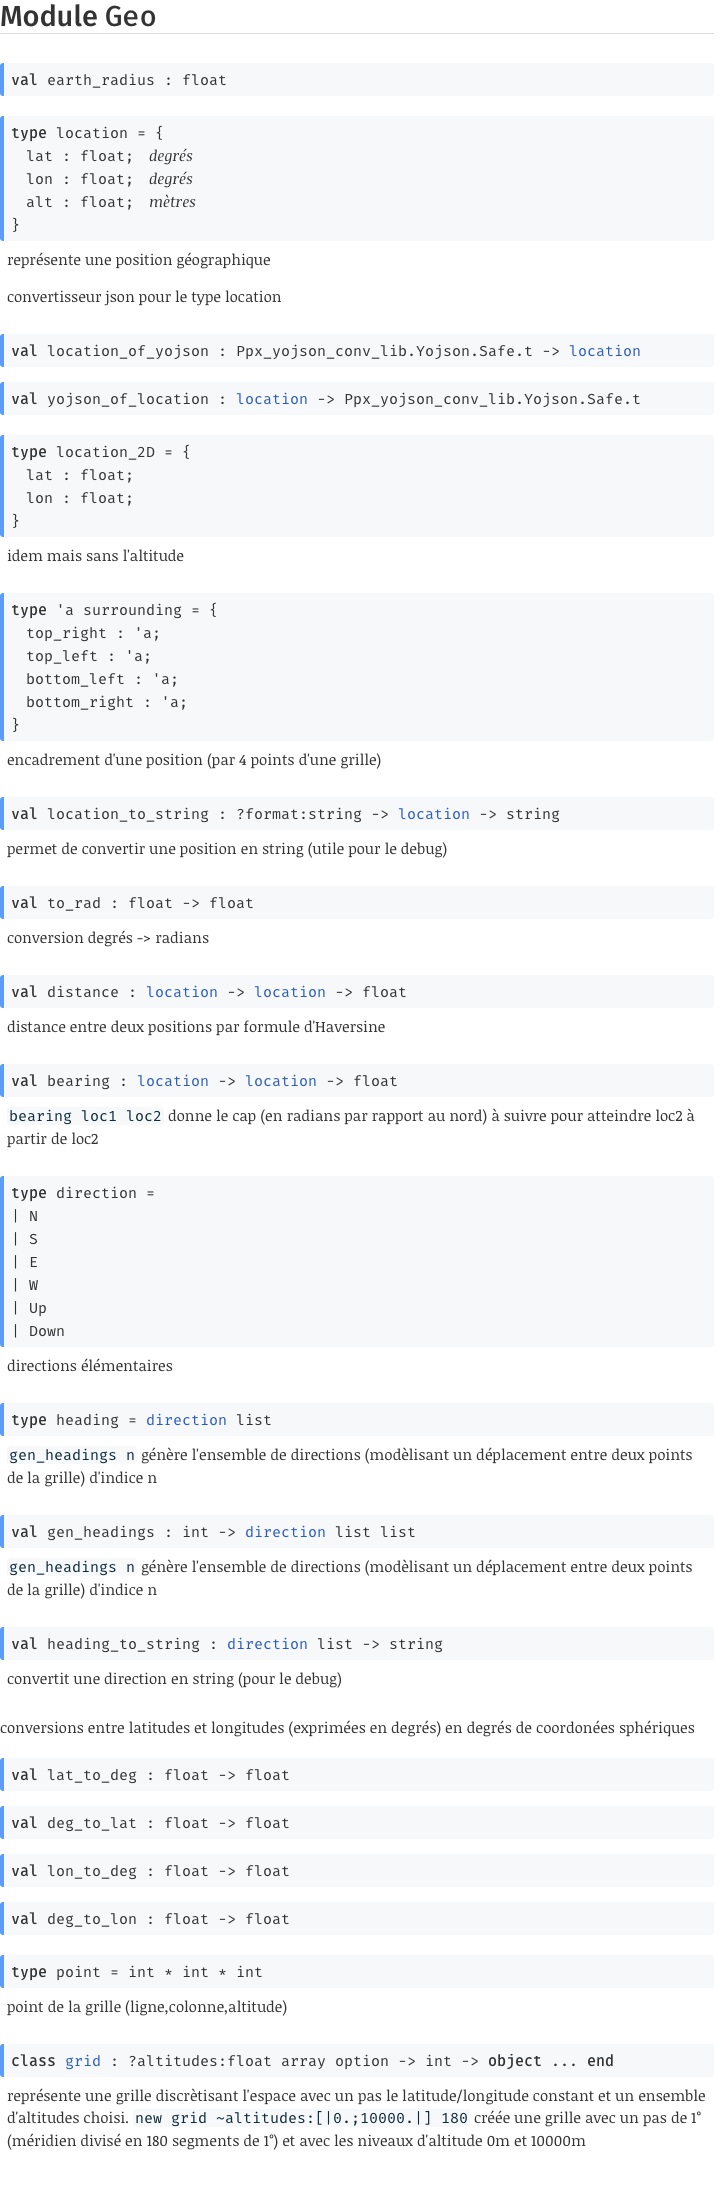 Module Geo
val earth_radius : float
type location = {
lat : float; degrés
lon : float; degrés
alt : float; mètres
}
représente une position géographique
convertisseur json pour le type location
val location_of_yojson : Ppx_yojson_conv_lib.Yojson.Safe.t -> location
val yojson_of_location : location -> Ppx_yojson_conv_lib.Yojson.Safe.t
type location_2D = {
lat : float;
lon : float;
}
idem mais sans l'altitude
type 'a surrounding = {
top_right : 'a;
top_left : 'a;
bottom_left : 'a;
bottom_right : 'a;
}
encadrement d'une position (par 4 points d'une grille)
val location_to_string : ?format:string -> location -> string
permet de convertir une position en string (utile pour le debug)
val to_rad : float -> float
conversion degrés -> radians
val distance : location -> location -> float
distance entre deux positions par formule d'Haversine
val bearing : location -> location -> float
bearing loc1 loc2 donne le cap (en radians par rapport au nord) à suivre pour atteindre loc2 à
partir de loc2
type direction =
| N
| S
| E
| W
| Up
| Down
directions élémentaires
type heading = direction list
gen_headings n génère l'ensemble de directions (modèlisant un déplacement entre deux points
de la grille) d'indice n
val gen_headings : int -> direction list list
gen_headings n génère l'ensemble de directions (modèlisant un déplacement entre deux points
de la grille) d'indice n
val heading_to_string : direction list -> string
convertit une direction en string (pour le debug)
conversions entre latitudes et longitudes (exprimées en degrés) en degrés de coordonées sphériques
val lat_to_deg : float -> float
val deg_to_lat : float -> float
val lon_to_deg : float -> float
val deg_to_lon : float -> float
type point = int * int * int
point de la grille (ligne,colonne,altitude)
class grid : ?altitudes:float array option -> int -> object ... end
représente une grille discrètisant l'espace avec un pas le latitude/longitude constant et un ensemble
d'altitudes choisi. new grid ~altitudes:[|0.;10000.|] 180 créée une grille avec un pas de 1°
(méridien divisé en 180 segments de 1°) et avec les niveaux d'altitude 0m et 10000m